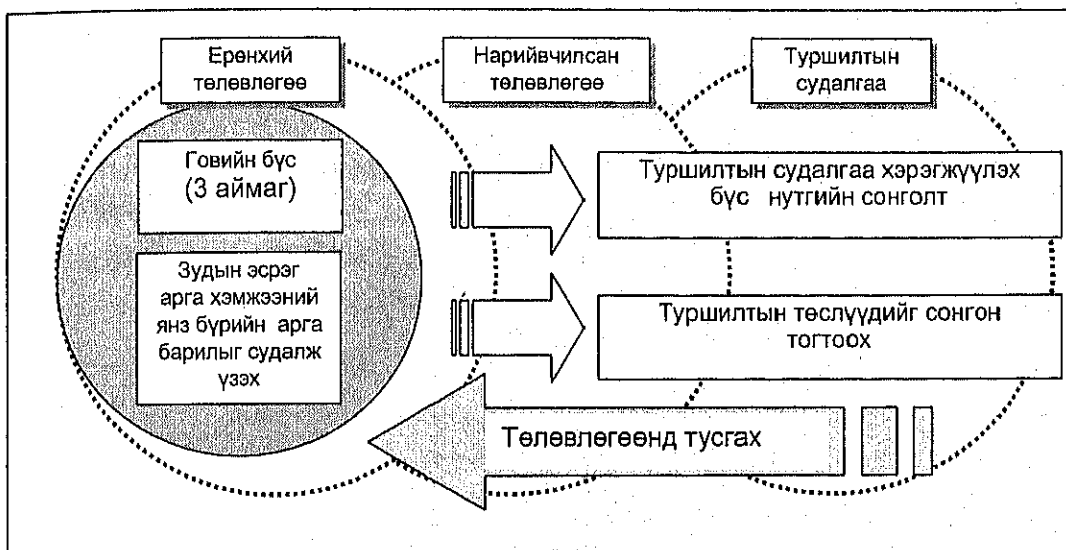 Ерөнхий
төлөвлөгөө
Нарийвчилсан
төлөвлөгөө
Туршилтын
судалгаа
Говийн бүс
(3 аймаг)
Зудын эсрэг
арга хэмжээний
янз бүрийн арга
барилыг судалж
үзэх
Туршилтын судалгаа хэрэгжүүлэх
бүс нутгийн сонголт
Туршилтын төслүүдийг сонгон
тогтоох
Төлөвлөгөөнд тусгах